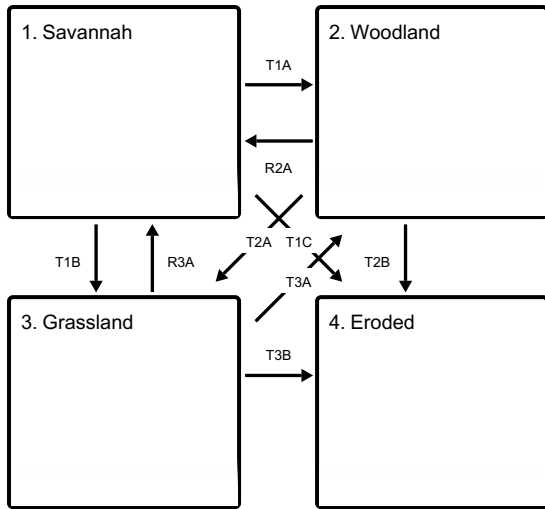 1. Savannah
2. Woodland
T1A
R2A
T2A
T1C
T1B
R3A
T3A
T2B
3. Grassland
4. Eroded
T3B